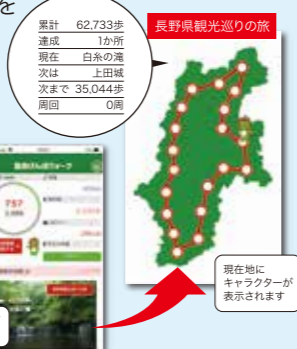 を
累計 62,733歩
達成 1か所
現在 白糸の滝
次は 上田城
次まで 35,044歩
周回 0周
長野県観光巡りの旅
737
現在地に
キャラクターが
表示されます